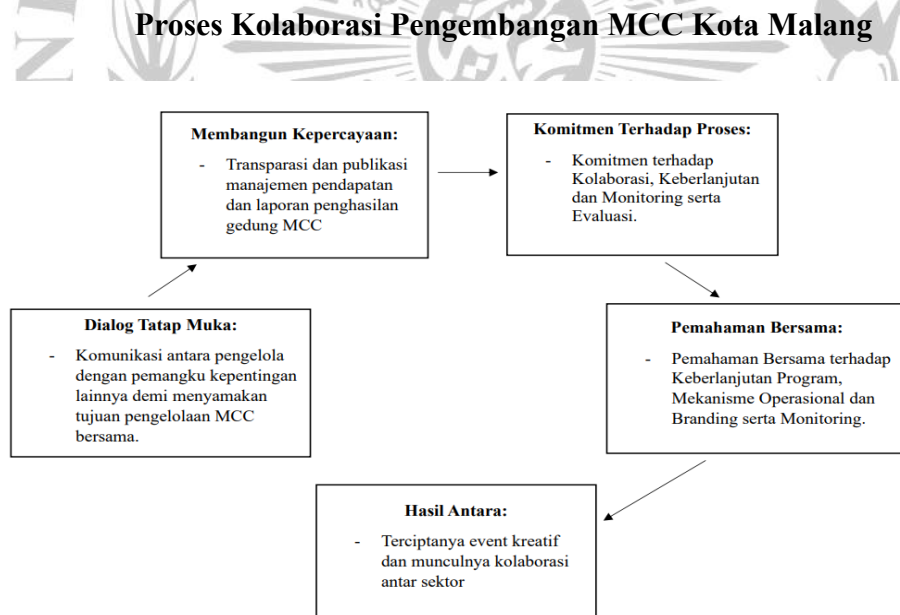 Proses Kolaborasi Pengembangan MCC Kota Malang
Membangun Kepercayaan:
- Transparasi dan publikasi
manajemen pendapatan
dan laporan penghasilan
gedung MCC
Komitmen Terhadap Proses:
- Komitmen terhadap
Kolaborasi, Keberlanjutan
dan Monitoring serta
Evaluasi.
Dialog Tatap Muka:
- Komunikasi antara pengelola
dengan pemangku kepentingan
lainnya demi menyamakan
tujuan pengelolaan MCC
bersama.
Pemahaman Bersama:
- Pemahaman Bersama terhadap
Keberlanjutan Program,
Mekanisme Operasional dan
Branding serta Monitoring.
Hasil Antara:
- Terciptanya event kreatif
dan munculnya kolaborasi
antar sektor